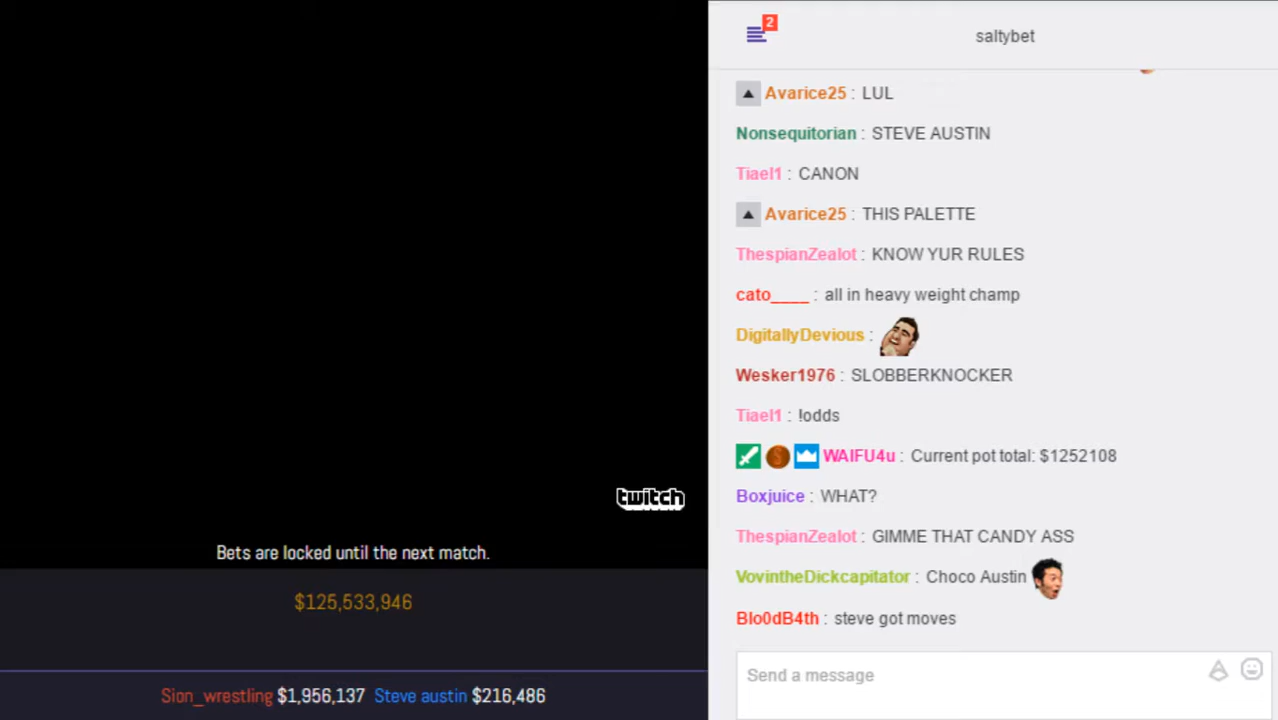 2
saltybet
Avarice25 : LUL
Nonsequitorian : STEVE AUSTIN
Tiael1 : CANON
Avarice25 : THIS PALETTE
ThespianZealot : KNOW YUR RULES
cato____ : all in heavy weight champ
DigitallyDevious :
Wesker1976 : SLOBBERKNOCKER
Tiael1 : !odds
WAIFU4u : Current pot total: $1252108
Boxjuice : WHAT?
ThespianZealot : GIMME THAT CANDY ASS
VovintheDickcapitator : Choco Austin
Blo0dB4th : steve got moves
Send a message
twitch
Bets are locked until the next match.
$125,533,946
Sion_wrestling $1,956,137 Steve austin $216,486